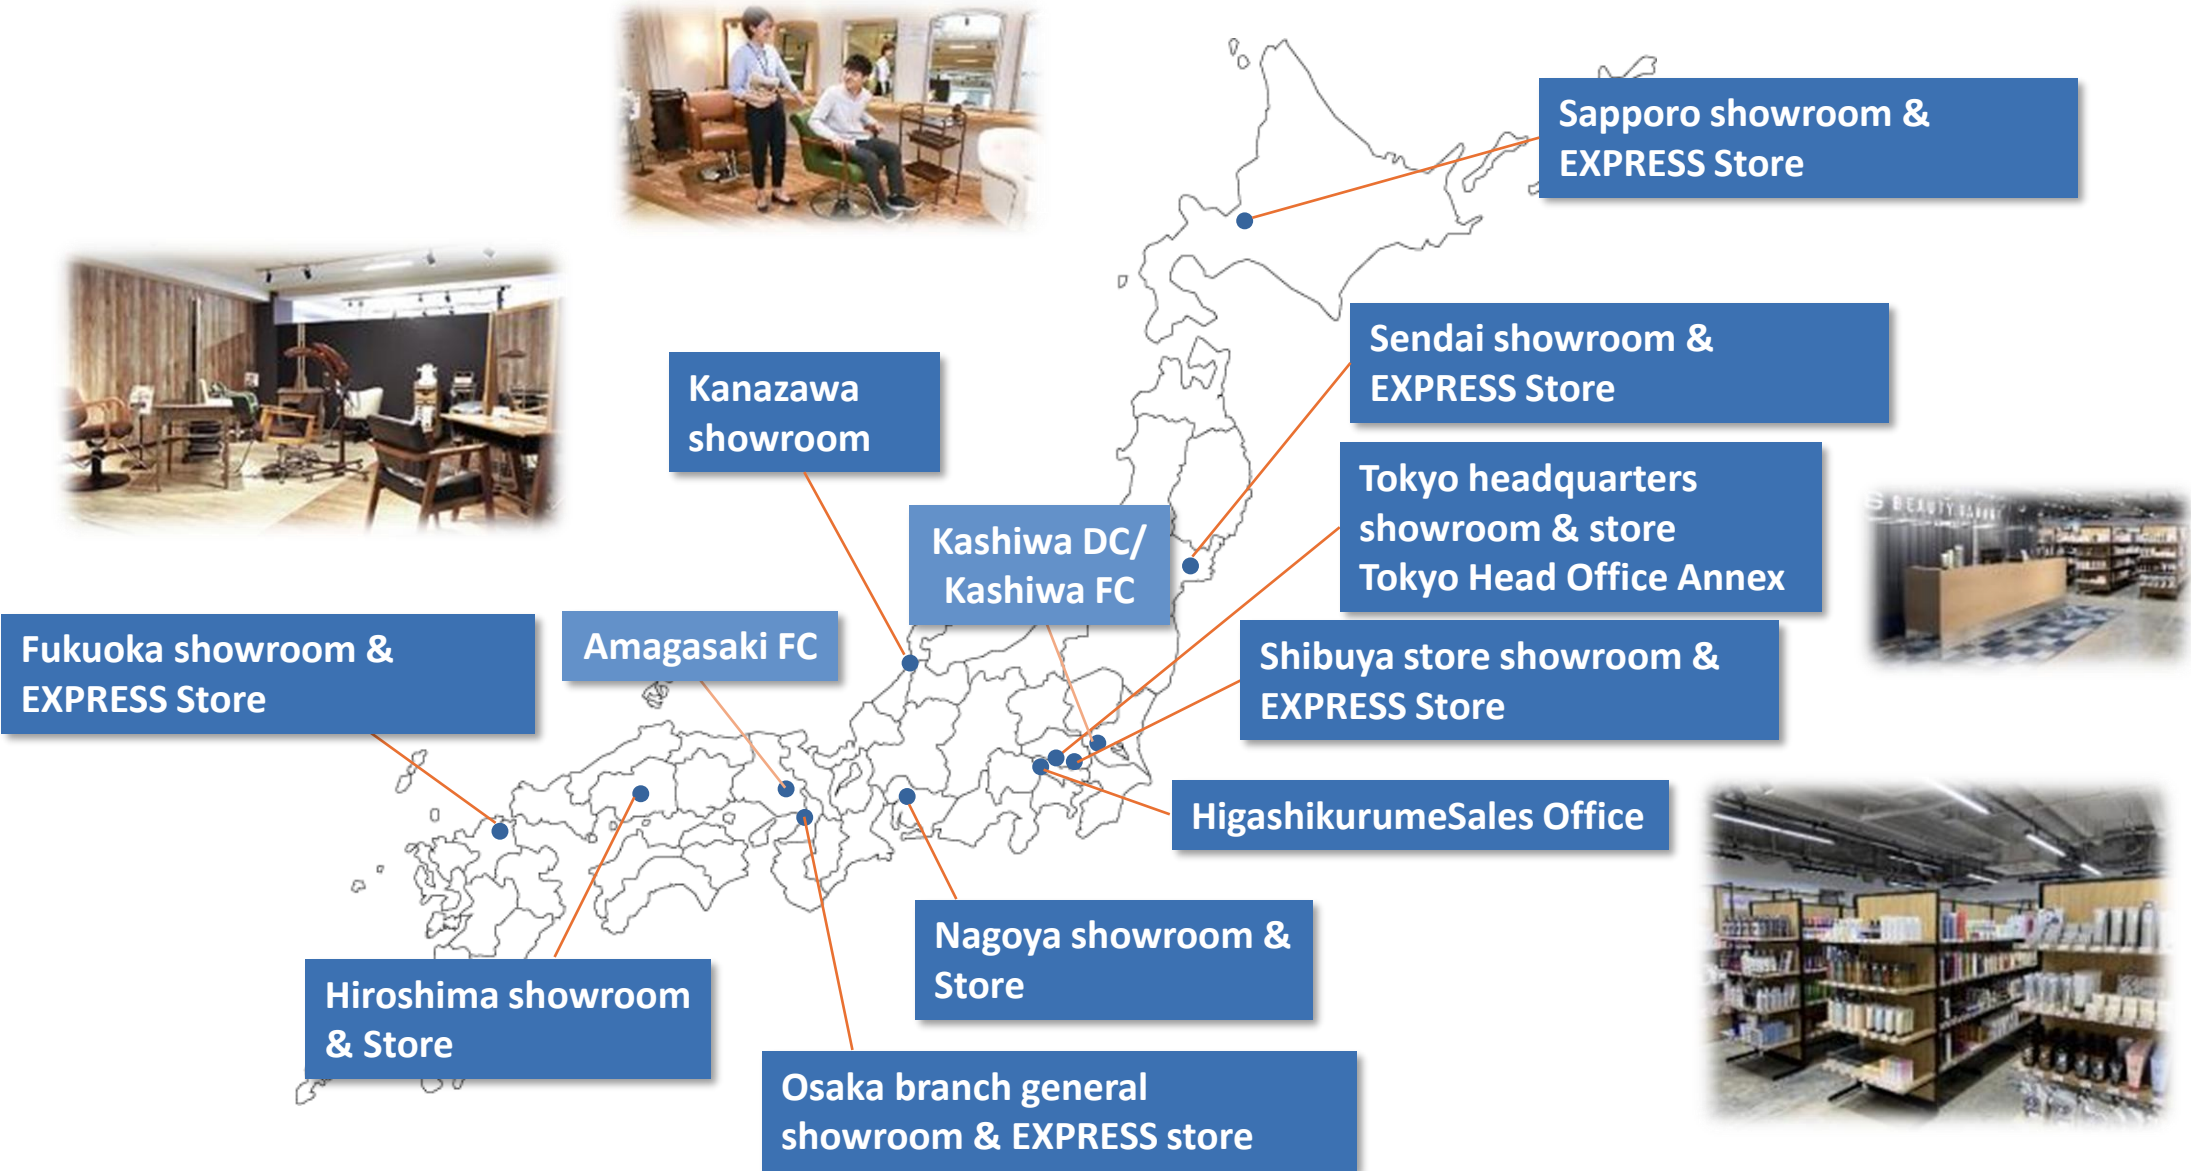 Sapporo showroom &
EXPRESS Store
Sendai showroom &
EXPRESS Store
Kanazawa
showroom
Tokyo headquarters
showroom & store
Tokyo Head Office Annex
Kashiwa DC/
Kashiwa FC
Amagasaki FC
Fukuoka showroom &
EXPRESS Store
Shibuya store showroom &
EXPRESS Store
HigashikurumeSales Office
Nagoya showroom &
Store
Hiroshima showroom
& Store
Osaka branch general
showroom & EXPRESS store
BEAUTY